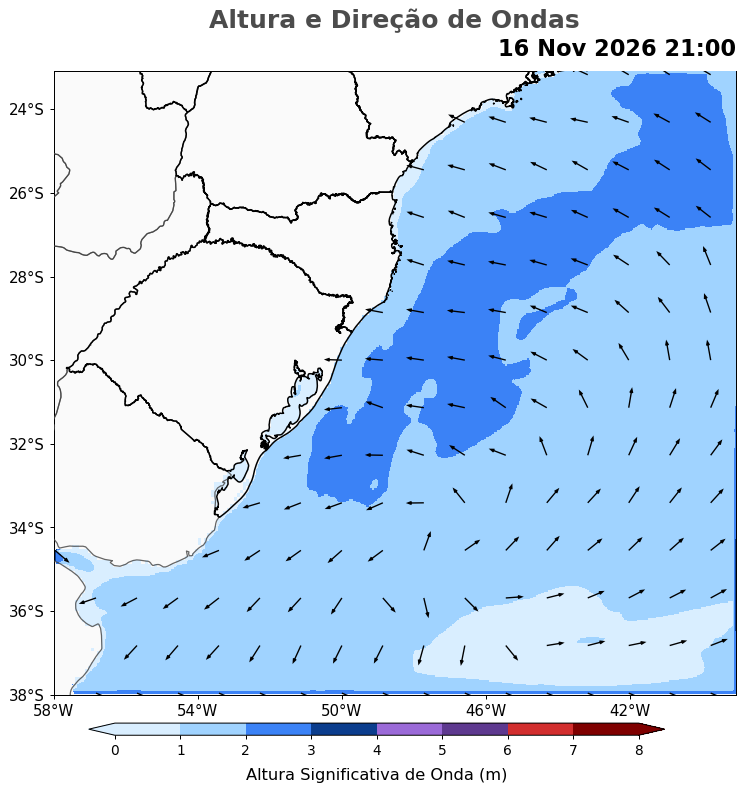 Altura e Direção de Ondas
16 Nov 2026 21:00
24°S
26°S
28°S
30°S
32°S
34°S
36°S
38°S
58°W 54°W 50°W 46°W 42°W
0 1 2 3 4 5 6 7 8
Altura Significativa de Onda (m)